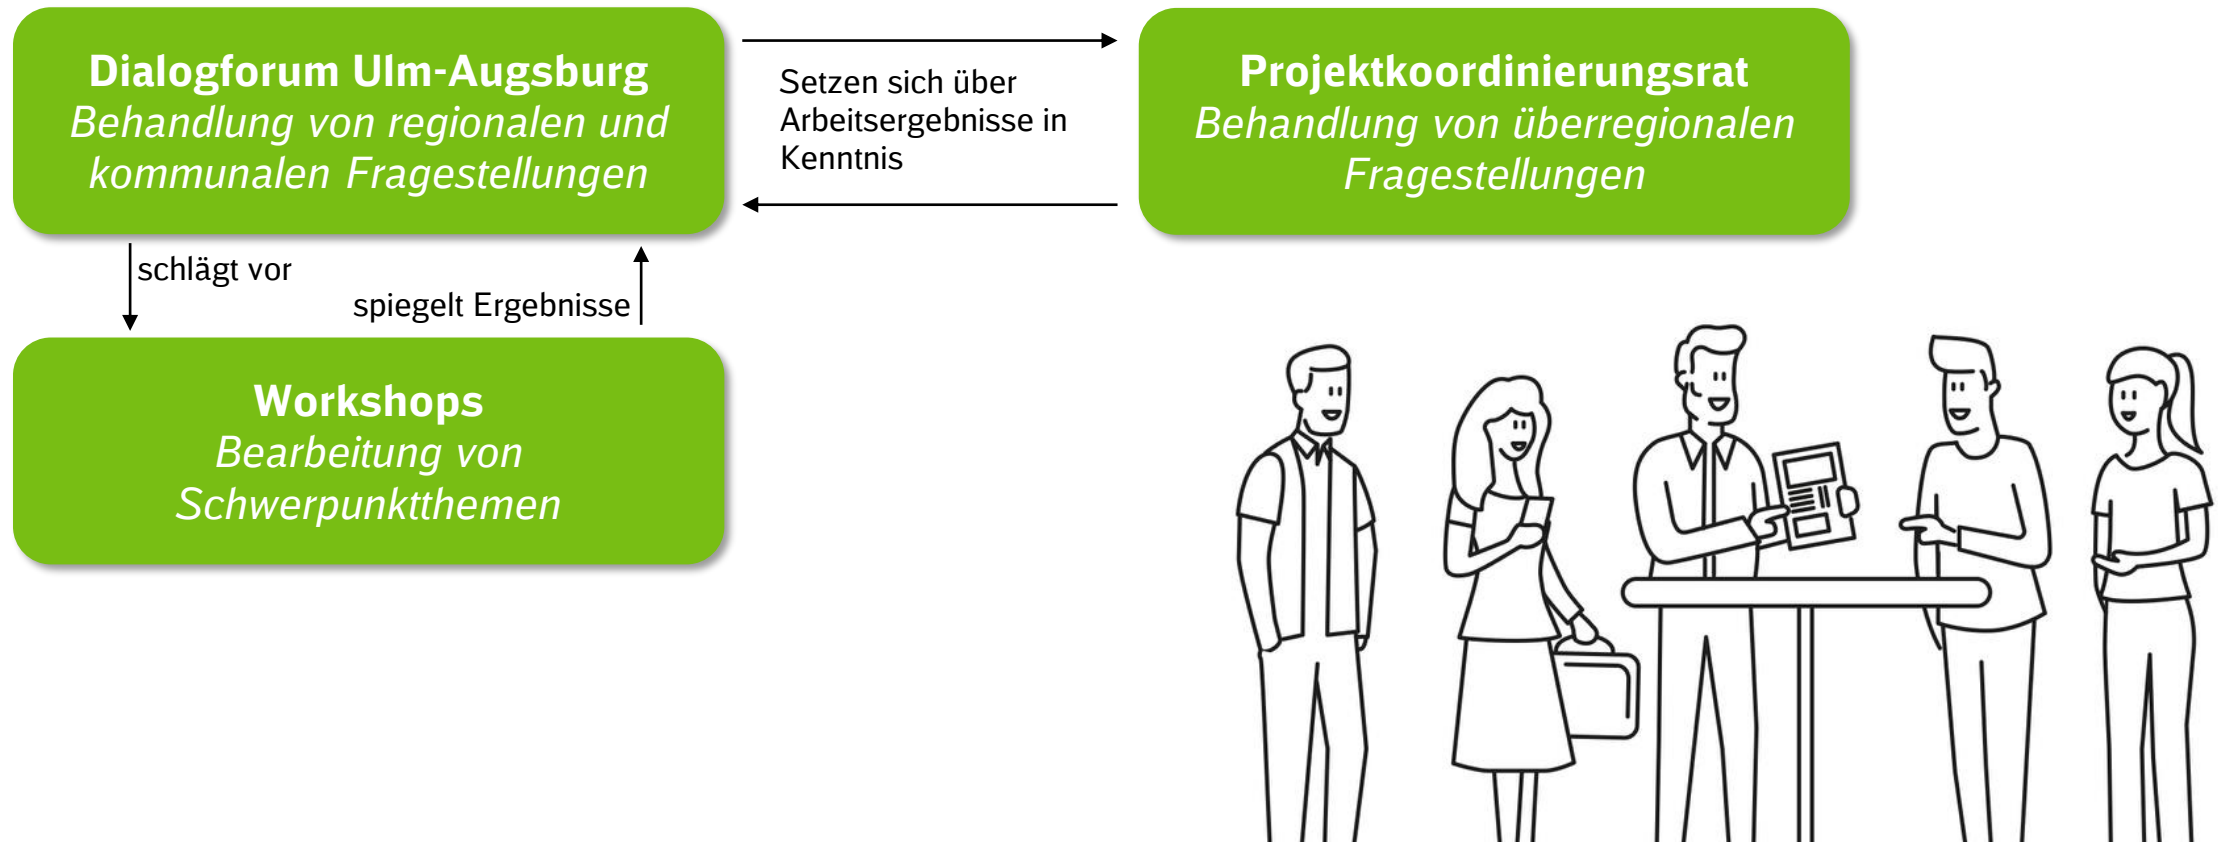 Dialogforum Ulm-Augsburg
Behandlung von regionalen und
kommunalen Fragestellungen
Setzen sich über
Arbeitsergebnisse in
Kenntnis
Projektkoordinierungsrat
Behandlung von überregionalen
Fragestellungen
schlägt vor
spiegelt Ergebnisse
Workshops
Bearbeitung von
Schwerpunktthemen